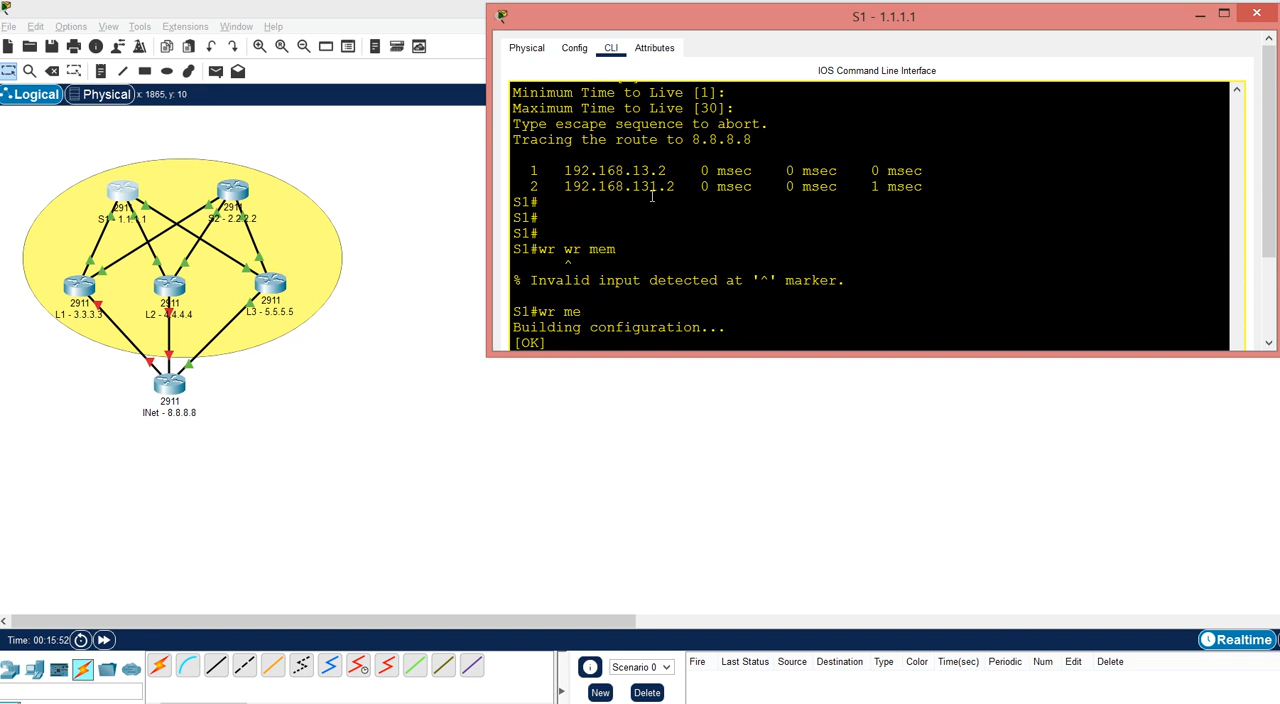 S1 - 1.1.1.1
File Edit Options View Tools Extensions Window Help
Physical Config CLI Attributes
IOS Command Line Interface
Logical Physical x: 1865, y: 10
Minimum Time to Live [1]:
Maximum Time to Live [30]:
Type escape sequence to abort.
Tracing the route to 8.8.8.8
1 192.168.13.2 0 msec 0 msec 0 msec
2 192.168.131.2 0 msec 0 msec 1 msec
S1#
S1#
S1#
S1#wr wr mem
^
% Invalid input detected at '^' marker.
S1#wr me
Building configuration...
[OK]
2911
S1 - 1.1.1.1
2911
S2 - 2.2.2.2
2911
L1 - 3.3.3.3
2911
L2 - 4.4.4.4
2911
L3 - 5.5.5.5
2911
INet - 8.8.8.8
Time: 00:15:52
Realtime
Scenario 0
New Delete
Fire Last Status Source Destination Type Color Time(sec) Periodic Num Edit Delete